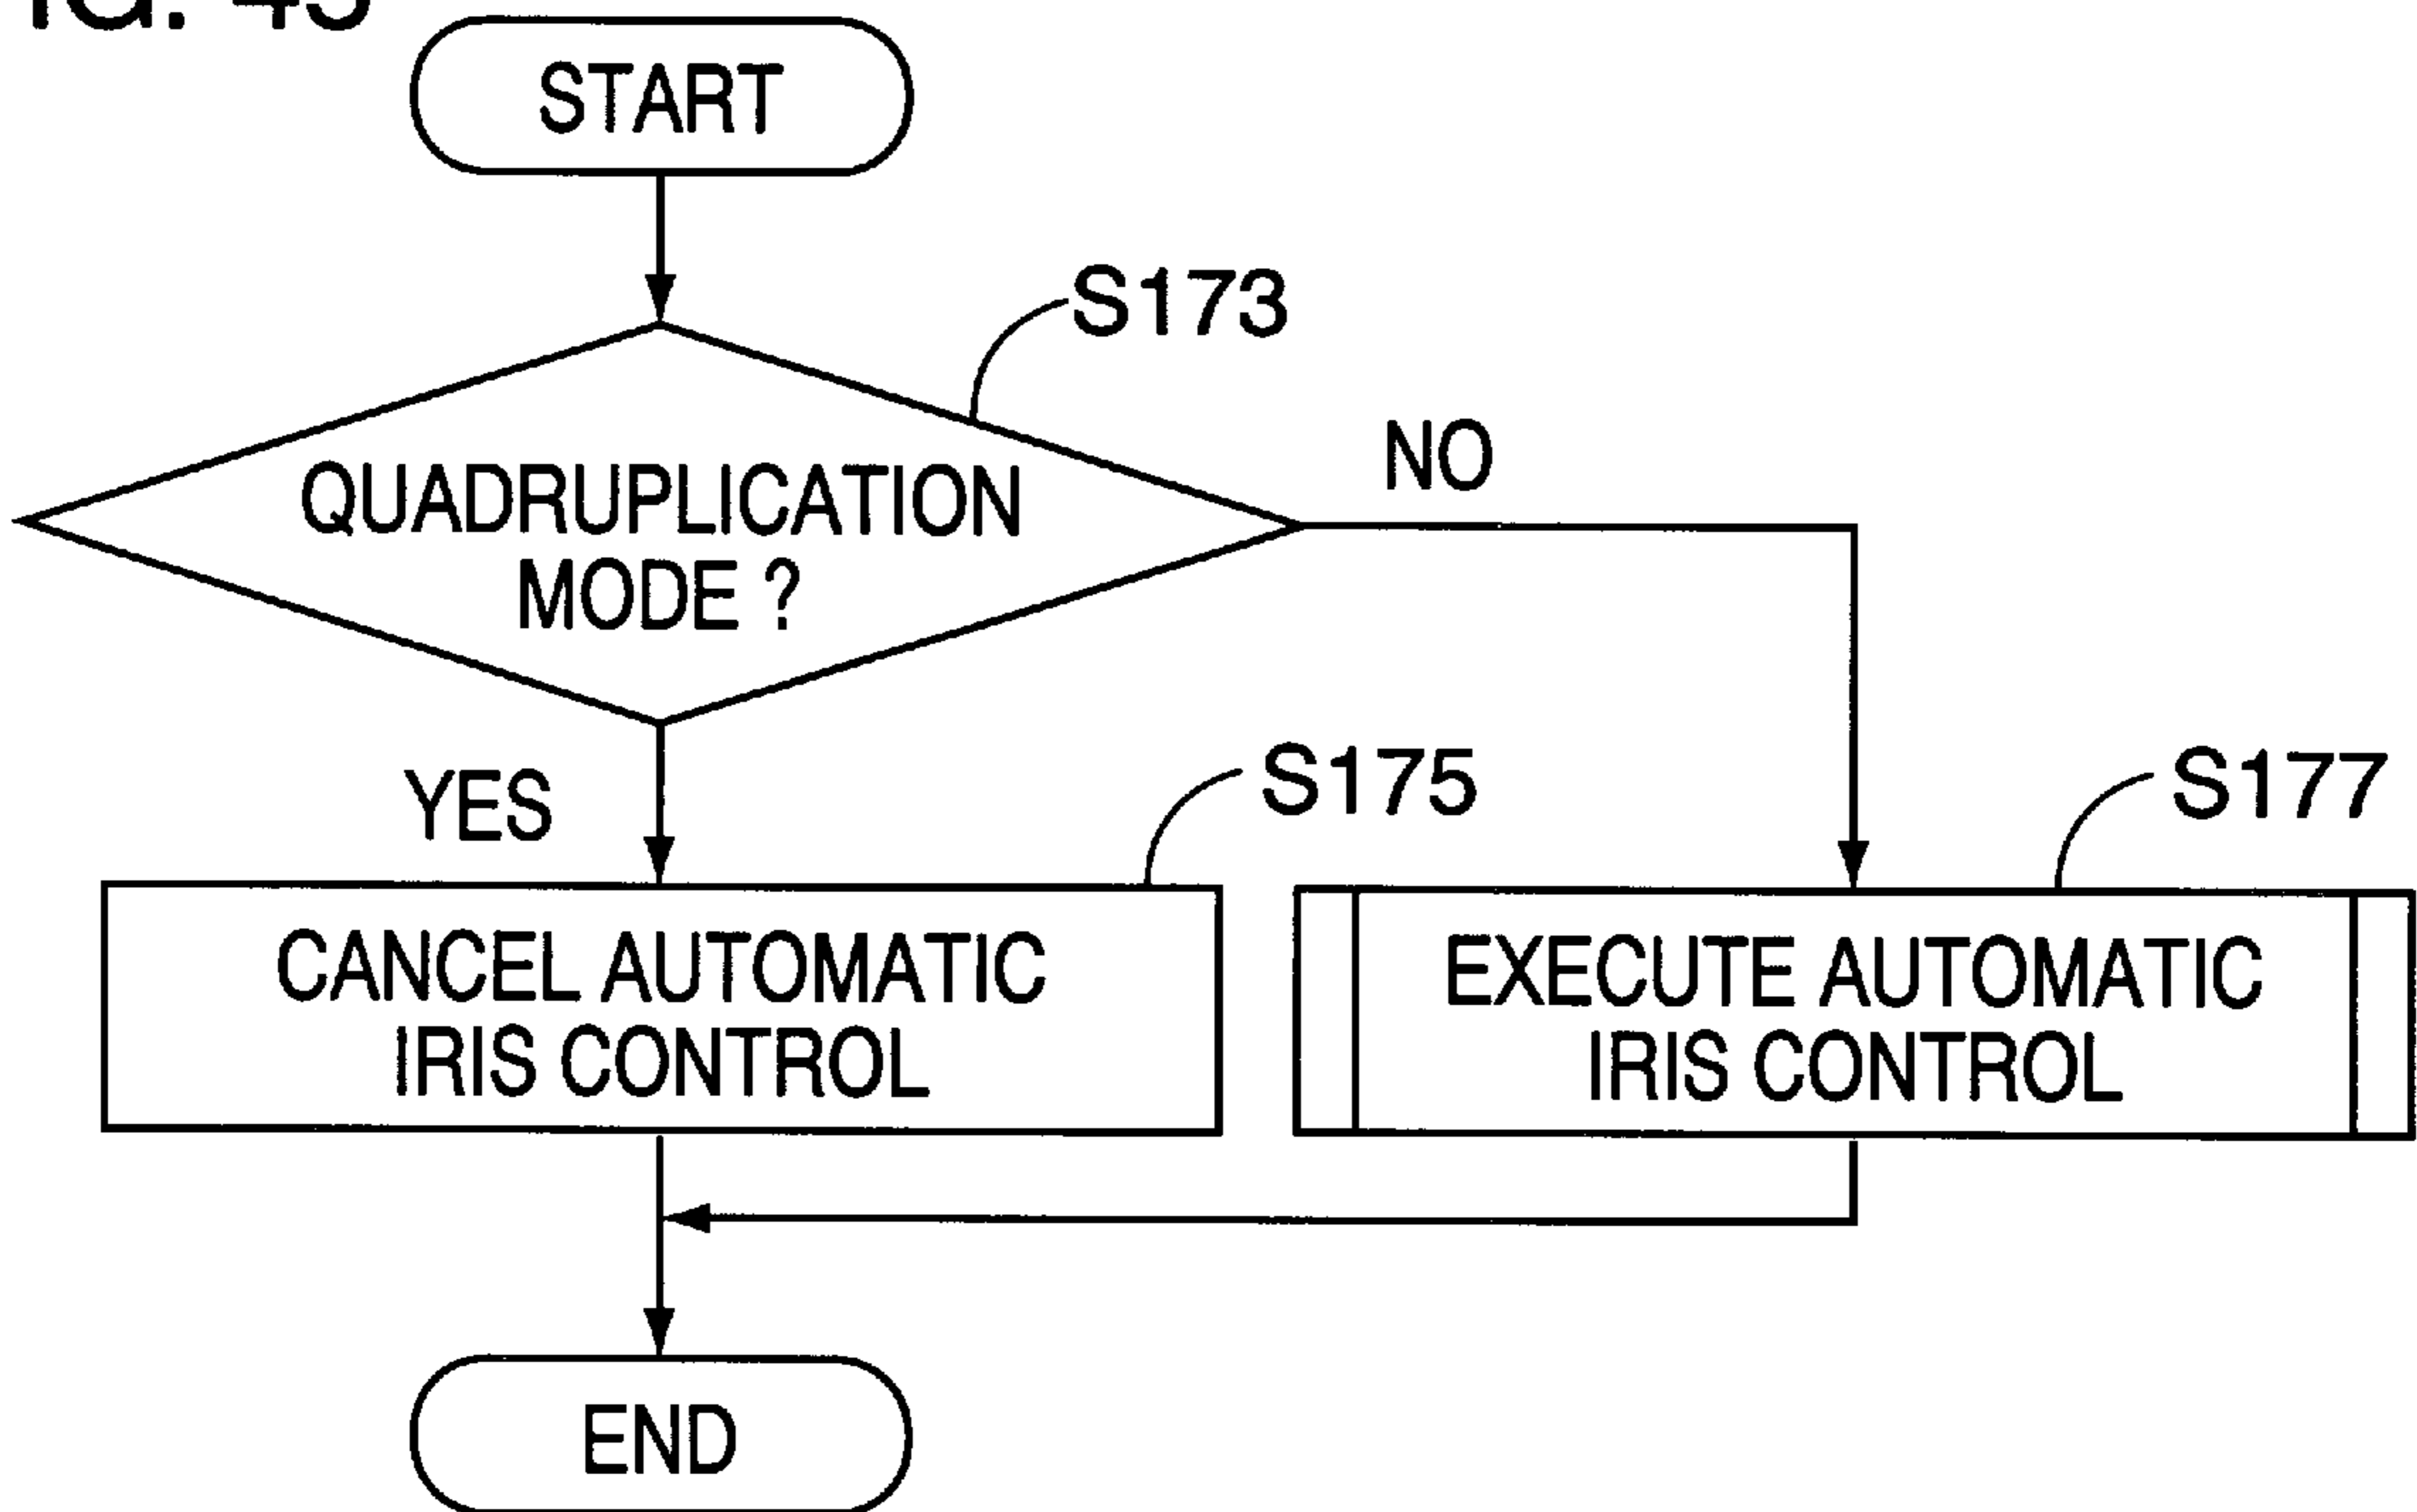 START
S173
NO
QUADRUPLICATION
MODE ?
YES
S175
S177
CANCEL AUTOMATIC
IRIS CONTROL
EXECUTE AUTOMATIC
IRIS CONTROL
END